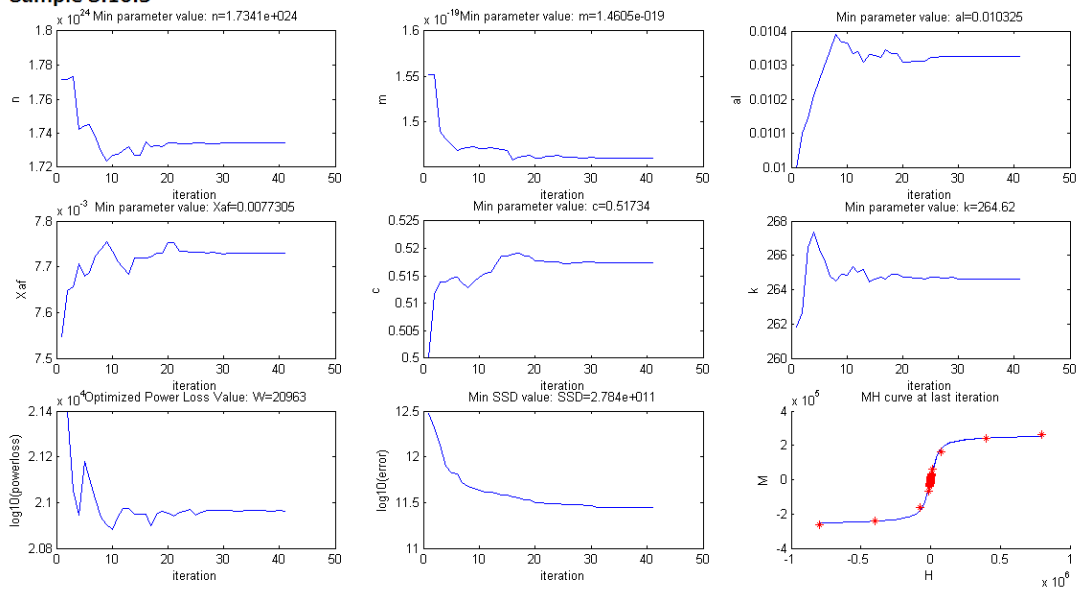 x 10^24 Min parameter value: n=1.7341e+024
1.8
1.78
1.76
1.74
1.72
n
0 10 20 30 40 50
iteration
x 10^-19 Min parameter value: m=1.4605e-019
1.6
1.55
1.5
m
0 10 20 30 40 50
iteration
Min parameter value: al=0.010325
0.0104
0.0103
0.0102
0.0101
0.01
al
0 10 20 30 40 50
iteration
x 10^-3 Min parameter value: Xaf=0.0077305
7.8
7.7
7.6
7.5
Xaf
0 10 20 30 40 50
iteration
Min parameter value: c=0.51734
0.525
0.52
0.515
0.51
0.505
0.5
c
0 10 20 30 40 50
iteration
Min parameter value: k=264.62
268
266
264
262
260
k
0 10 20 30 40 50
iteration
x 10^4 Optimized Power Loss Value: W=20963
2.14
2.12
2.1
2.08
log10(powerloss)
0 10 20 30 40 50
iteration
Min SSD value: SSD=2.784e+011
12.5
12
11.5
11
log10(error)
0 10 20 30 40 50
iteration
x 10^5 MH curve at last iteration
4
2
0
-2
-4
M
-1 -0.5 0 0.5 1
H
x 10^6